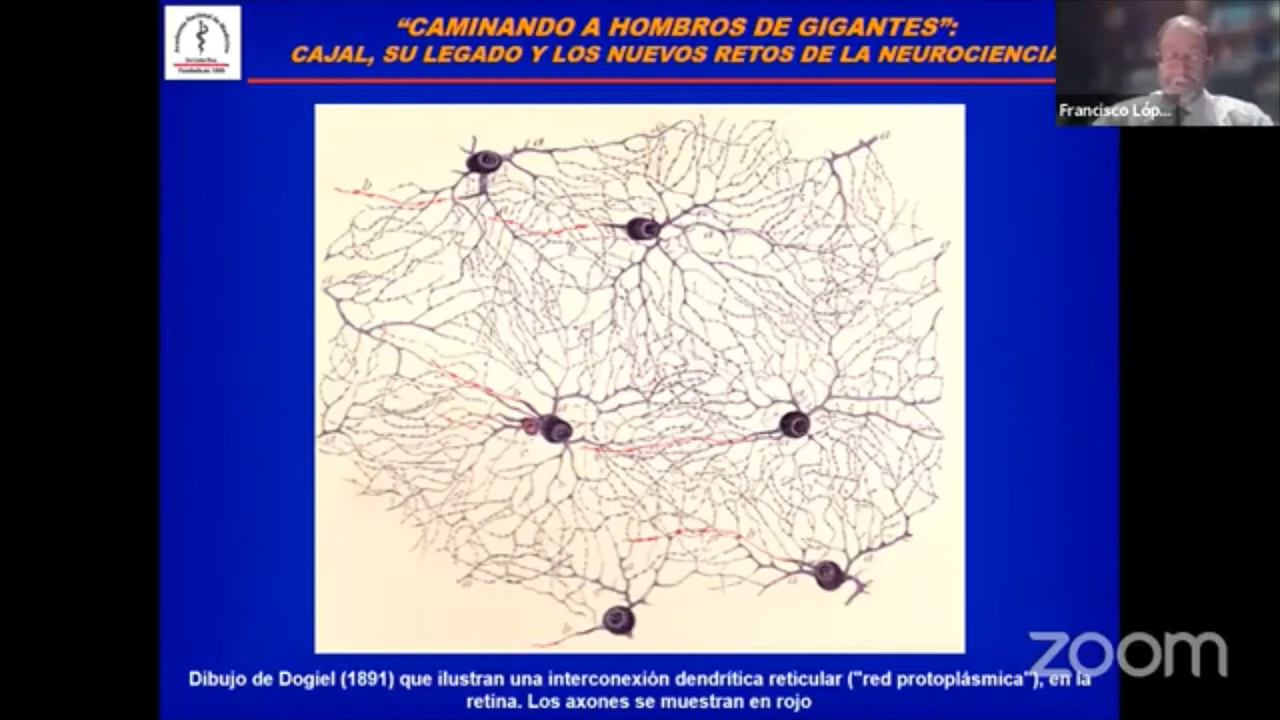 “CAMINANDO A HOMBROS DE GIGANTES”:
CAJAL, SU LEGADO Y LOS NUEVOS RETOS DE LA NEUROCIENCIA
Francisco Lóp...
zoom
Dibujo de Dogiel (1891) que ilustran una interconexión dendrítica reticular ("red protoplásmica"), en la
retina. Los axones se muestran en rojo